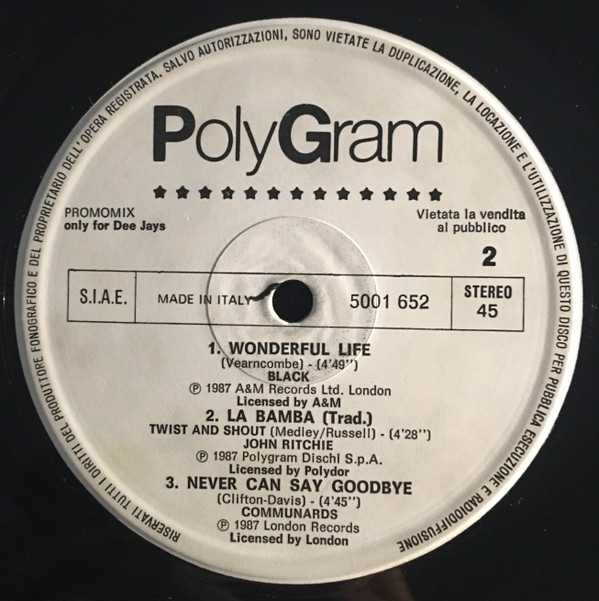 RISERVATI TUTTI I DIRITTI DEL PRODUTTORE FONOGRAFICO E DEL PROPRIETARIO DELL'OPERA REGISTRATA. SALVO AUTORIZZAZIONI, SONO VIETATE LA DUPLICAZIONE, LA LOCAZIONE E L'UTILIZZAZIONE DI QUESTO DISCO PER PUBBLICA ESECUZIONE E RADIODIFFUSIONE
PolyGram
PROMOMIX
only for Dee Jays
Vietata la vendita
al pubblico
2
S.I.A.E.
MADE IN ITALY
5001 652
STEREO
45
1. WONDERFUL LIFE
(Vearncombe) - (4'49'')
BLACK
℗ 1987 A&M Records Ltd. London
Licensed by A&M
2. LA BAMBA (Trad.)
TWIST AND SHOUT (Medley/Russell) - (4'28'')
JOHN RITCHIE
℗ 1987 Polygram Dischi S.p.A.
Licensed by Polydor
3. NEVER CAN SAY GOODBYE
(Clifton-Davis) - (4'45'')
COMMUNARDS
℗ 1987 London Records
Licensed by London